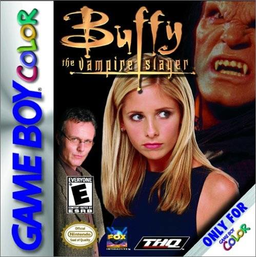 GAME BOY COLOR
Buffy
the vampire slayer
EVERYONE
E
ESRB
Official
Nintendo
Seal of Quality
FOX
INTERACTIVE
THQ
ONLY FOR
GAME BOY
COLOR